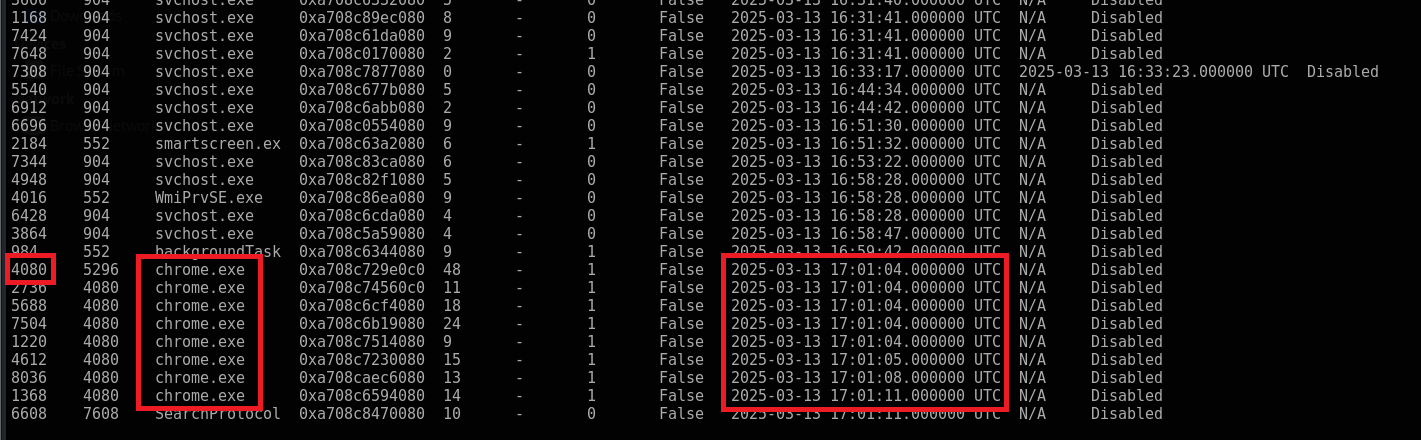 904 svchost.exe 0 False N/A Disabled
1168 904 svchost.exe 0xa708c89ec080 8 - 0 False 2025-03-13 16:31:41.000000 UTC N/A Disabled
7424 904 svchost.exe 0xa708c61da080 9 - 0 False 2025-03-13 16:31:41.000000 UTC N/A Disabled
7648 904 svchost.exe 0xa708c0170080 2 - 1 False 2025-03-13 16:31:41.000000 UTC N/A Disabled
7308 904 svchost.exe 0xa708c7877080 0 - 0 False 2025-03-13 16:33:17.000000 UTC 2025-03-13 16:33:23.000000 UTC Disabled
5540 904 svchost.exe 0xa708c677b080 5 - 0 False 2025-03-13 16:44:34.000000 UTC N/A Disabled
6912 904 svchost.exe 0xa708c6abb080 2 - 0 False 2025-03-13 16:44:42.000000 UTC N/A Disabled
6696 904 svchost.exe 0xa708c0554080 9 - 0 False 2025-03-13 16:51:30.000000 UTC N/A Disabled
2184 552 smartscreen.ex 0xa708c63a2080 6 - 1 False 2025-03-13 16:51:32.000000 UTC N/A Disabled
7344 904 svchost.exe 0xa708c83ca080 6 - 0 False 2025-03-13 16:53:22.000000 UTC N/A Disabled
4948 904 svchost.exe 0xa708c82f1080 5 - 0 False 2025-03-13 16:58:28.000000 UTC N/A Disabled
4016 552 WmiPrvSE.exe 0xa708c86ea080 9 - 0 False 2025-03-13 16:58:28.000000 UTC N/A Disabled
6428 904 svchost.exe 0xa708c6cda080 4 - 0 False 2025-03-13 16:58:28.000000 UTC N/A Disabled
3864 904 svchost.exe 0xa708c5a59080 4 - 0 False 2025-03-13 16:58:47.000000 UTC N/A Disabled
984 552 backgroundTask 0xa708c6344080 9 - 1 False 2025-03-13 16:59:42.000000 UTC N/A Disabled
4080 5296 chrome.exe 0xa708c729e0c0 48 - 1 False 2025-03-13 17:01:04.000000 UTC N/A Disabled
2736 4080 chrome.exe 0xa708c74560c0 11 - 1 False 2025-03-13 17:01:04.000000 UTC N/A Disabled
5688 4080 chrome.exe 0xa708c6cf4080 18 - 1 False 2025-03-13 17:01:04.000000 UTC N/A Disabled
7504 4080 chrome.exe 0xa708c6b19080 24 - 1 False 2025-03-13 17:01:04.000000 UTC N/A Disabled
1220 4080 chrome.exe 0xa708c7514080 9 - 1 False 2025-03-13 17:01:04.000000 UTC N/A Disabled
4612 4080 chrome.exe 0xa708c7230080 15 - 1 False 2025-03-13 17:01:05.000000 UTC N/A Disabled
8036 4080 chrome.exe 0xa708caec6080 13 - 1 False 2025-03-13 17:01:08.000000 UTC N/A Disabled
1368 4080 chrome.exe 0xa708c6594080 14 - 1 False 2025-03-13 17:01:11.000000 UTC N/A Disabled
6608 7608 SearchProtocol 0xa708c8470080 10 - 0 False 2025-03-13 17:01:11.000000 UTC N/A Disabled